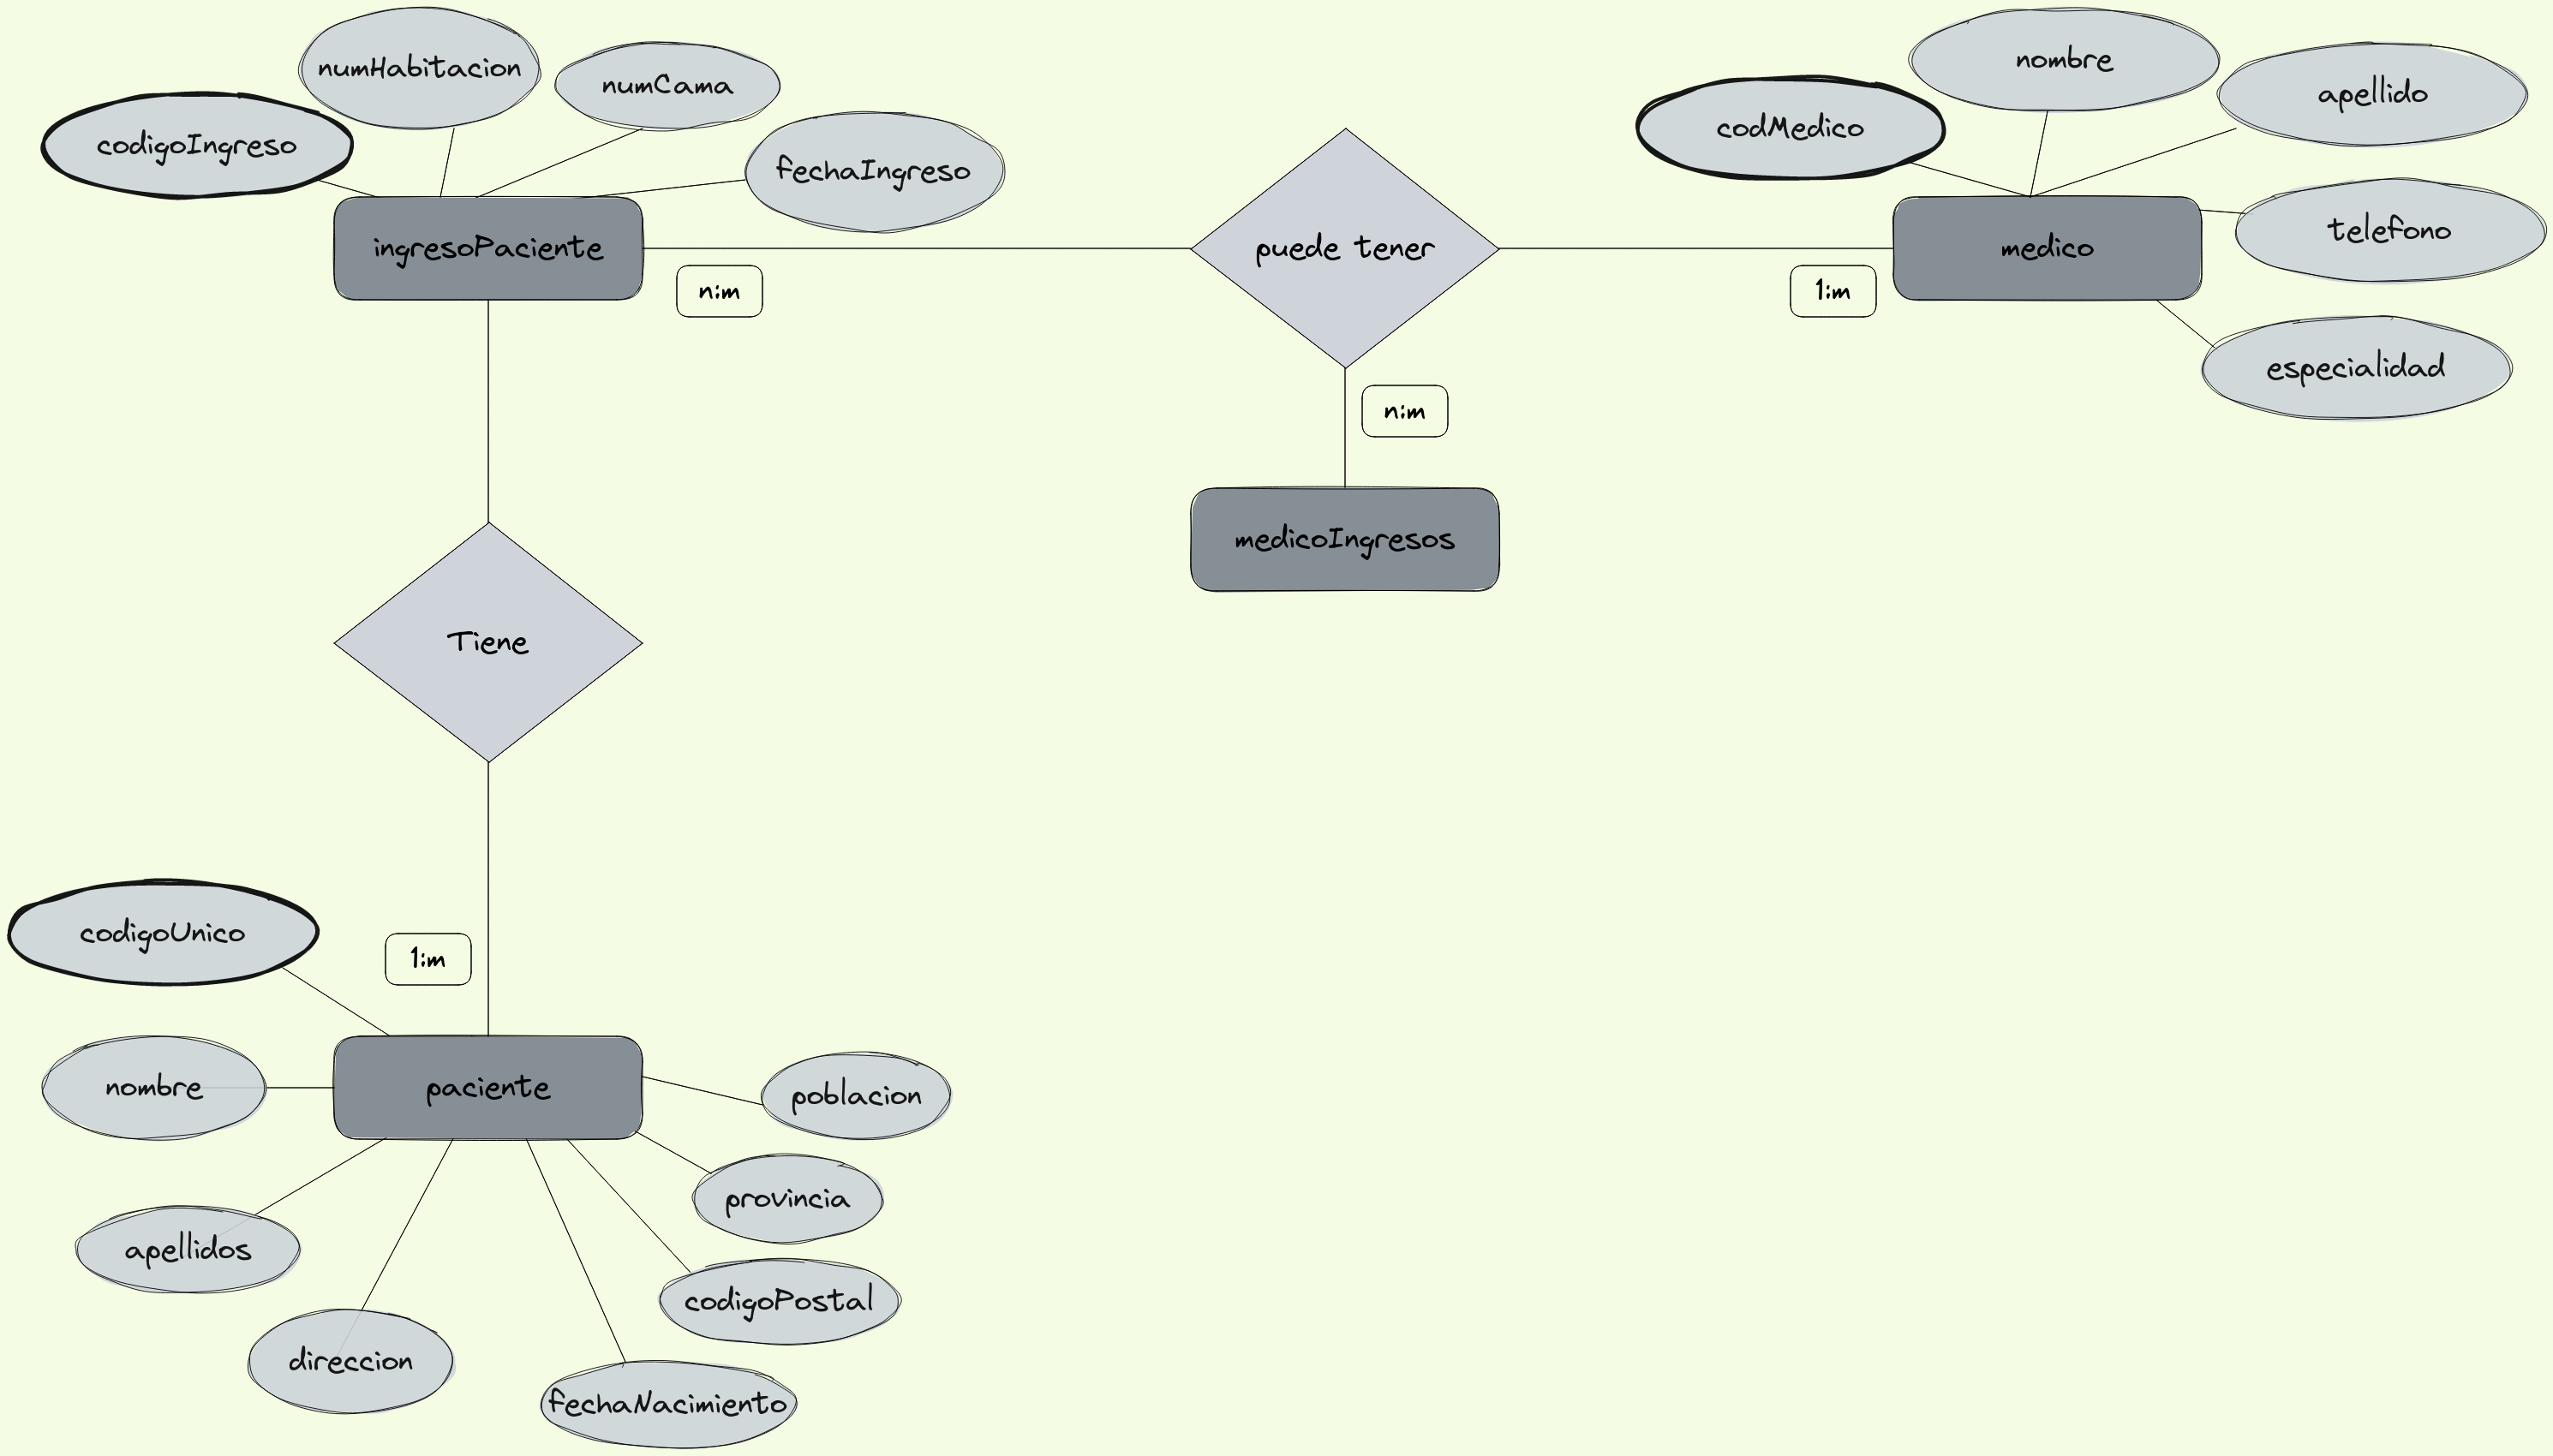 numHabitacion
numCama
codigoIngreso
fechaIngreso
ingresoPaciente
n:m
puede tener
nombre
apellido
codMedico
telefono
medico
1:m
especialidad
n:m
medicoIngresos
Tiene
codigoUnico
1:m
nombre
paciente
poblacion
provincia
apellidos
codigoPostal
direccion
fechaNacimiento